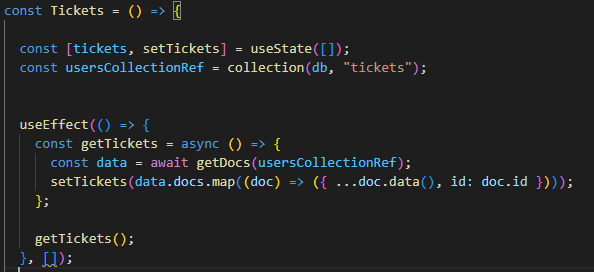 const Tickets = () => {
const [tickets, setTickets] = useState([]);
const usersCollectionRef = collection(db, "tickets");
useEffect(() => {
const getTickets = async () => {
const data = await getDocs(usersCollectionRef);
setTickets(data.docs.map((doc) => ({ ...doc.data(), id: doc.id })));
};
getTickets();
}, []);